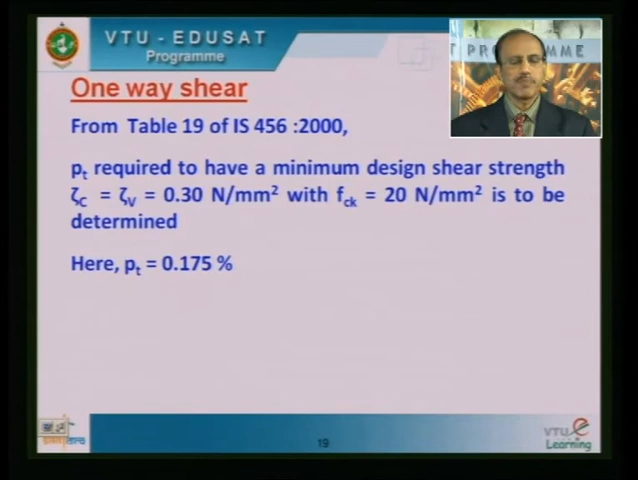 VTU - EDUSAT
Programme
T PROGRAMME
One way shear
From Table 19 of IS 456 :2000,
pt required to have a minimum design shear strength
ζC = ζV = 0.30 N/mm² with fck = 20 N/mm² is to be
determined
Here, pt = 0.175 %
19
VTU e
Learning